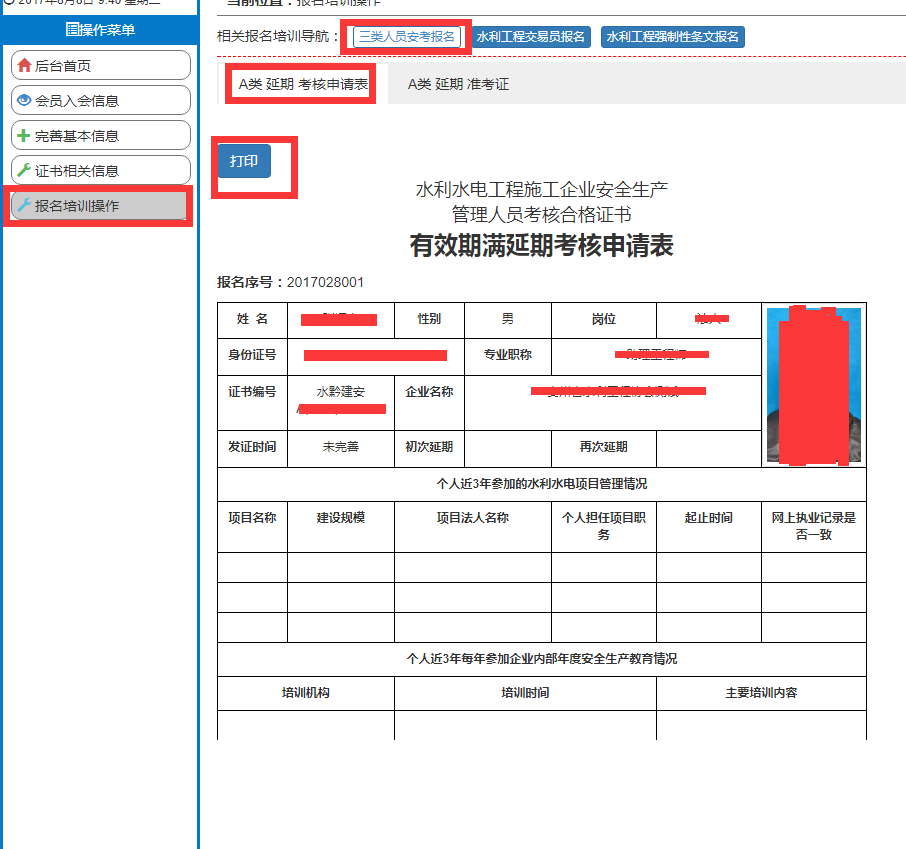 2017年8月8日 9:40 星期二
当前位置：报名培训操作
操作菜单
后台首页
会员入会信息
完善基本信息
证书相关信息
报名培训操作
相关报名培训导航：
三类人员安考报名
水利工程交易员报名
水利工程强制性条文报名
A类 延期 考核申请表
A类 延期 准考证
打印
水利水电工程施工企业安全生产
管理人员考核合格证书
有效期满延期考核申请表
报名序号：2017028001
姓 名 性别 男 岗位
身份证号 专业职称
证书编号 水黔建安 企业名称
发证时间 未完善 初次延期 再次延期
个人近3年参加的水利水电项目管理情况
项目名称 建设规模 项目法人名称 个人担任项目职务 起止时间 网上执业记录是否一致
个人近3年每年参加企业内部年度安全生产教育情况
培训机构 培训时间 主要培训内容